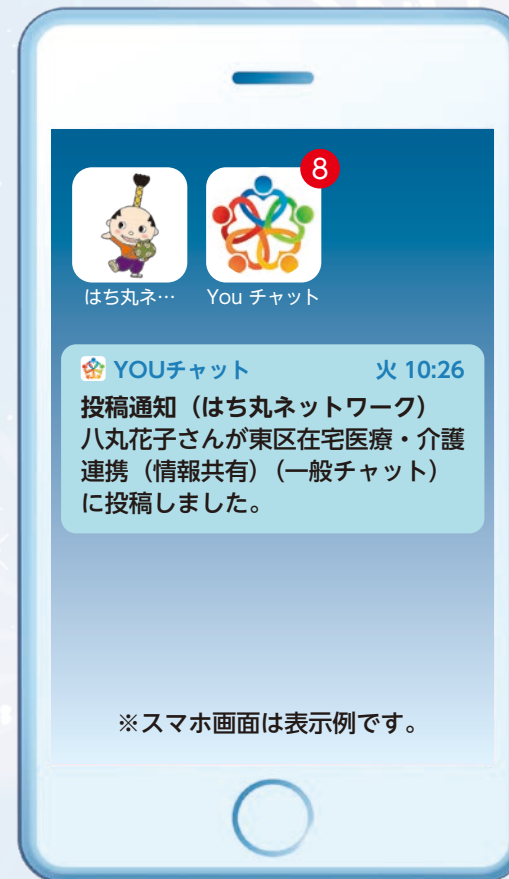 8
はち丸ネ…
You チャット
YOUチャット 火 10:26
投稿通知（はち丸ネットワーク）
八丸花子さんが東区在宅医療・介護
連携（情報共有）（一般チャット）
に投稿しました。
※スマホ画面は表示例です。